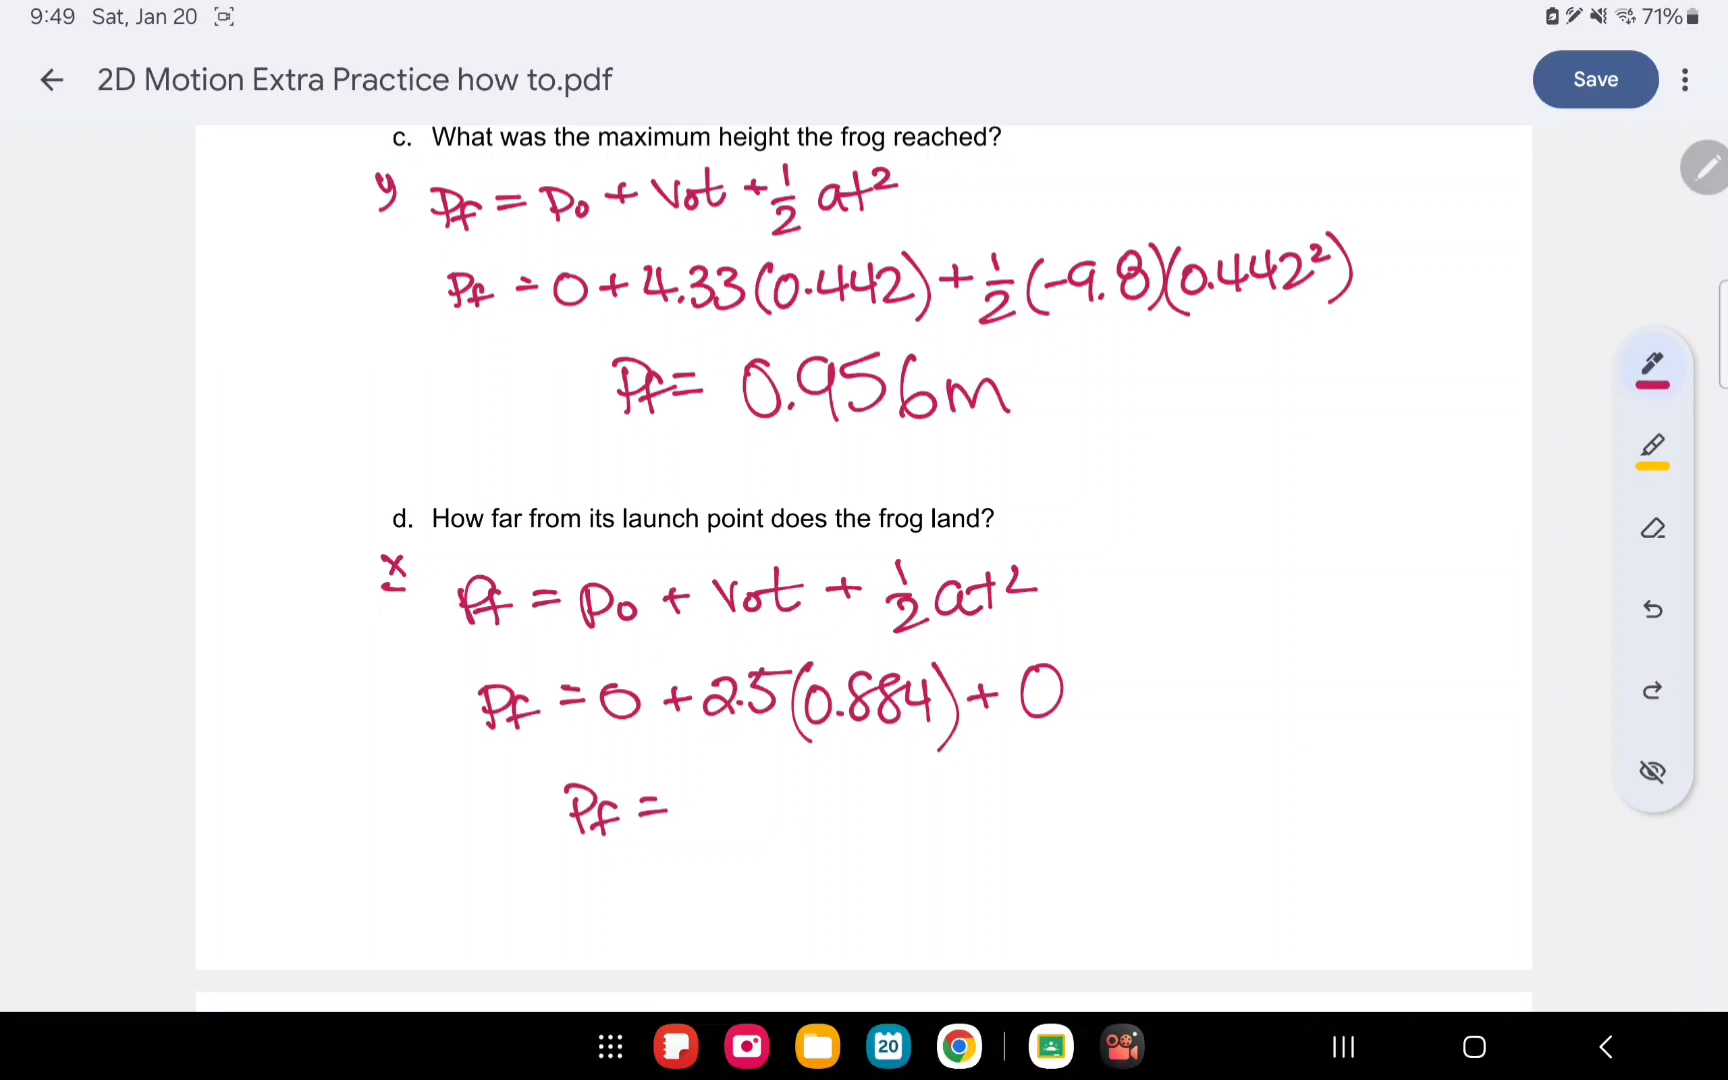 9:49 Sat, Jan 20 71%
2D Motion Extra Practice how to.pdf Save
c. What was the maximum height the frog reached?
y Pf = Po + Vot + 1/2 at²
Pf = 0 + 4.33(0.442) + 1/2 (-9.8)(0.442²)
Pf = 0.956m
d. How far from its launch point does the frog land?
x Pf = Po + Vot + 1/2 at²
Pf = 0 + 2.5(0.884) + 0
Pf =
20